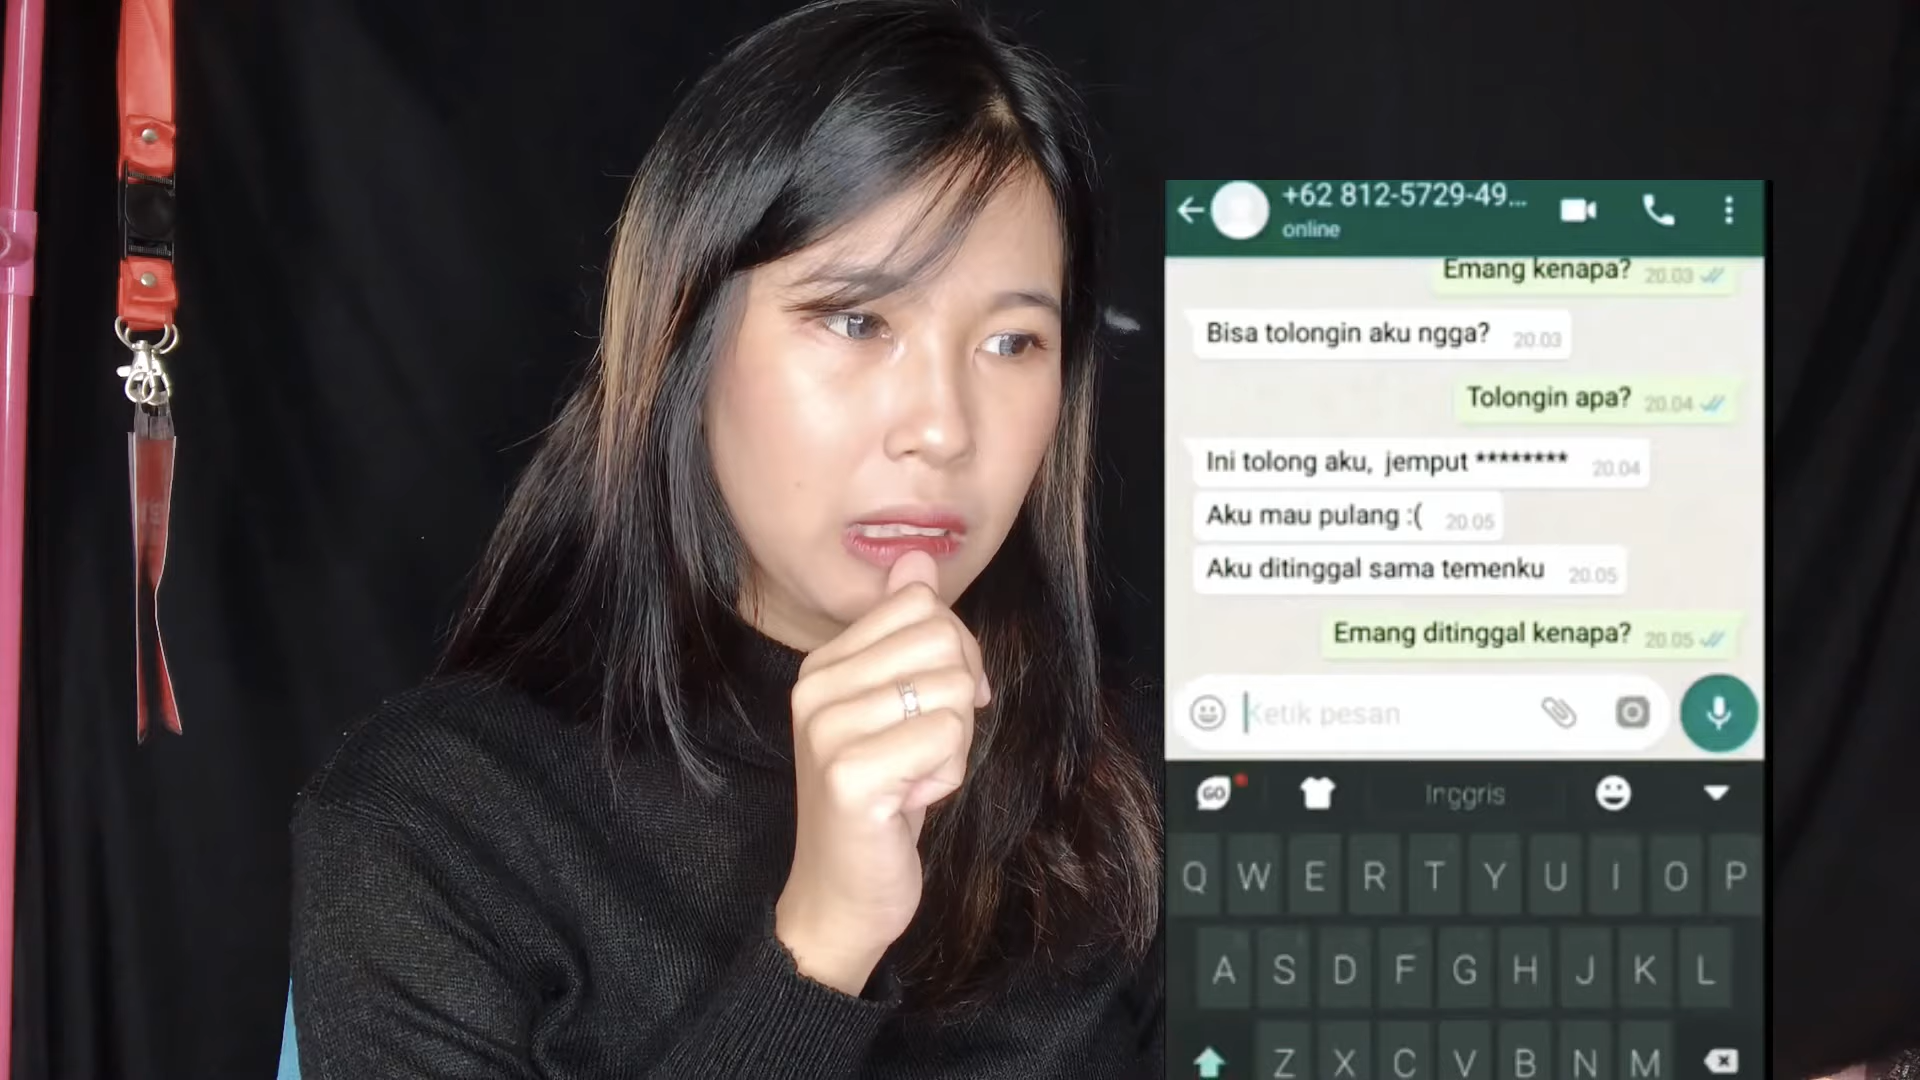 +62 812-5729-49...
online
Emang kenapa? 20.03
Bisa tolongin aku ngga? 20.03
Tolongin apa? 20.04
Ini tolong aku, jemput ******** 20.04
Aku mau pulang :( 20.05
Aku ditinggal sama temenku 20.05
Emang ditinggal kenapa? 20.05
Ketik pesan
GO
Inggris
Q W E R T Y U I O P
A S D F G H J K L
Z X C V B N M